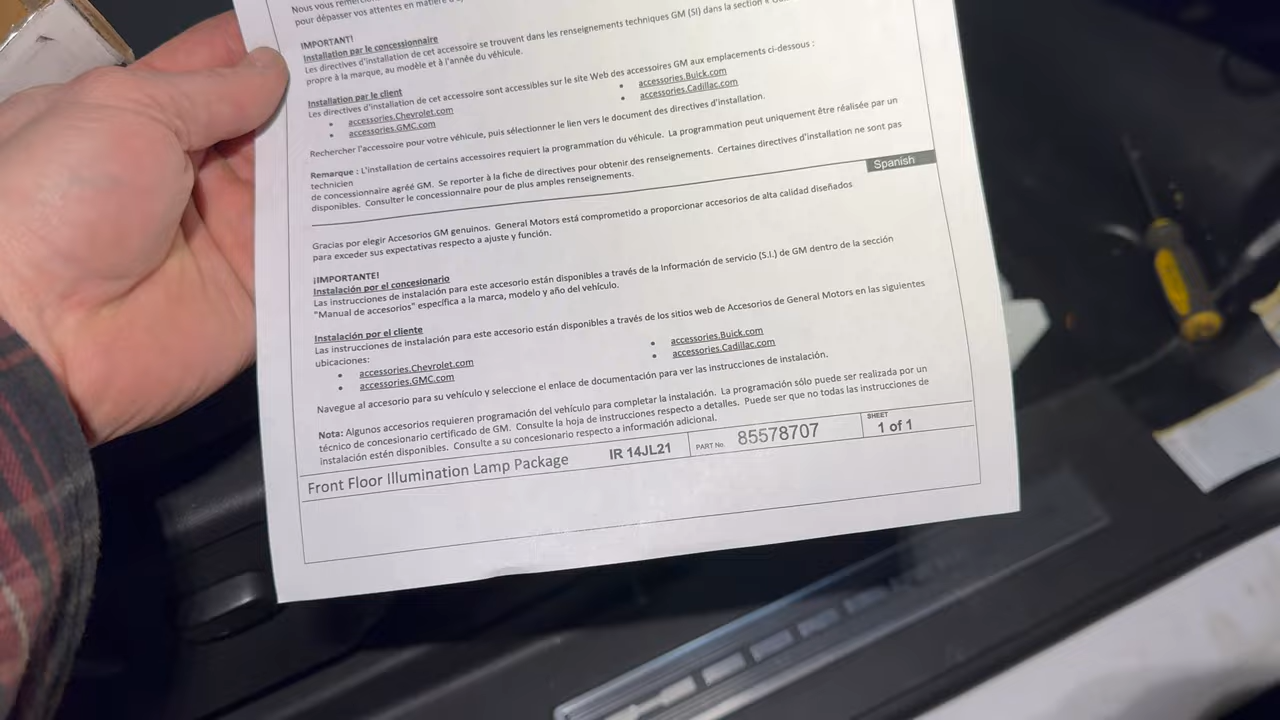 Nous vous
pour dépasser vos attentes en matière
IMPORTANT!
Installation par le concessionnaire
Les directives d'installation de cet accessoire se trouvent dans les renseignements techniques GM (SI) dans la section «
propre à la marque, au modèle et à l'année du véhicule.
Installation par le client
Les directives d'installation de cet accessoire sont accessibles sur le site Web des accessoires GM aux emplacements ci-dessous :
• accessories.Chevrolet.com • accessories.Buick.com
• accessories.GMC.com • accessories.Cadillac.com
Rechercher l'accessoire pour votre véhicule, puis sélectionner le lien vers le document des directives d'installation.
Remarque : L'installation de certains accessoires requiert la programmation du véhicule. La programmation peut uniquement être réalisée par un
technicien
de concessionnaire agréé GM. Se reporter à la fiche de directives pour obtenir des renseignements. Certaines directives d'installation ne sont pas
disponibles. Consulter le concessionnaire pour de plus amples renseignements.
Spanish
Gracias por elegir Accesorios GM genuinos. General Motors está comprometido a proporcionar accesorios de alta calidad diseñados
para exceder sus expectativas respecto a ajuste y función.
¡IMPORTANTE!
Instalación por el concesionario
Las instrucciones de instalación para este accesorio están disponibles a través de la Información de servicio (S.I.) de GM dentro de la sección
"Manual de accesorios" específica a la marca, modelo y año del vehículo.
Instalación por el cliente
Las instrucciones de instalación para este accesorio están disponibles a través de los sitios web de Accesorios de General Motors en las siguientes
ubicaciones:
• accessories.Chevrolet.com • accessories.Buick.com
• accessories.GMC.com • accessories.Cadillac.com
Navegue al accesorio para su vehículo y seleccione el enlace de documentación para ver las instrucciones de instalación.
Nota: Algunos accesorios requieren programación del vehículo para completar la instalación. La programación sólo puede ser realizada por un
técnico de concesionario certificado de GM. Consulte la hoja de instrucciones respecto a detalles. Puede ser que no todas las instrucciones de
instalación estén disponibles. Consulte a su concesionario respecto a información adicional.
Front Floor Illumination Lamp Package IR 14JL21 PART No. 85578707 SHEET 1 of 1